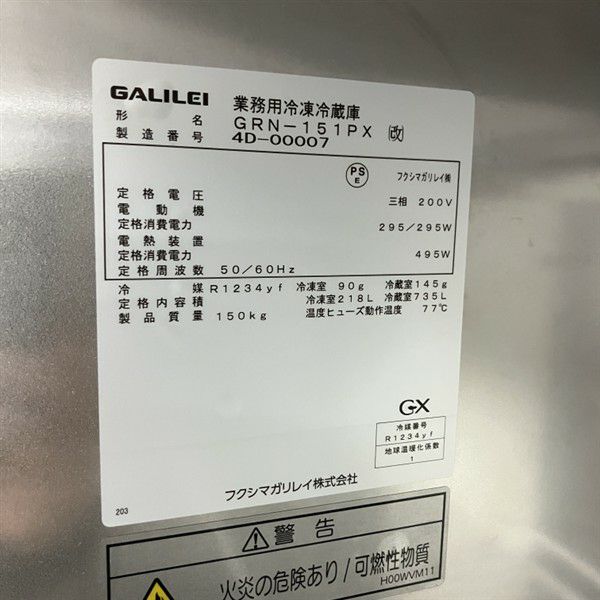 GALILEI 業務用冷凍冷蔵庫
形名 GRN-151PX (改)
製造番号 4D-00007
PS E フクシマガリレイ㈱
定格電圧 三相 200V
電動機
定格消費電力 295/295W
電熱装置
定格消費電力 495W
定格周波数 50/60Hz
冷媒 R1234yf 冷凍室 90g 冷蔵室145g
定格内容積 冷凍室218L 冷蔵室735L
製品質量 150kg 温度ヒューズ動作温度 77℃
GX
冷媒番号
R1234yf
地球温暖化係数
1
フクシマガリレイ株式会社
203
警告
火炎の危険あり/可燃性物質
H00WVM11